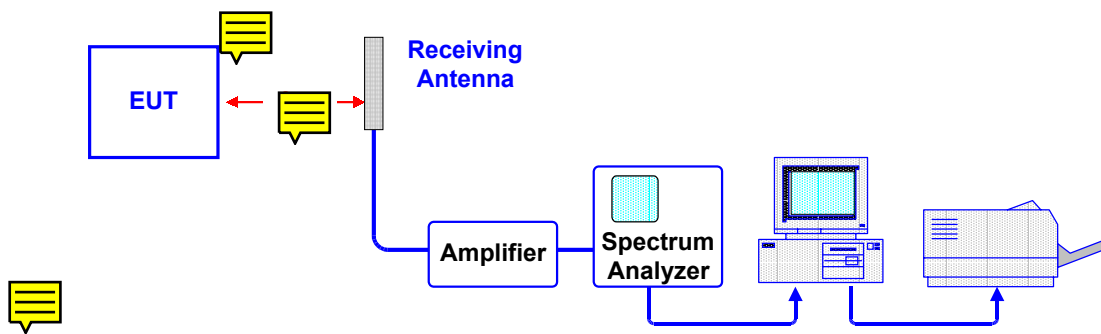 EUT
Receiving
Antenna
Amplifier
Spectrum
Analyzer